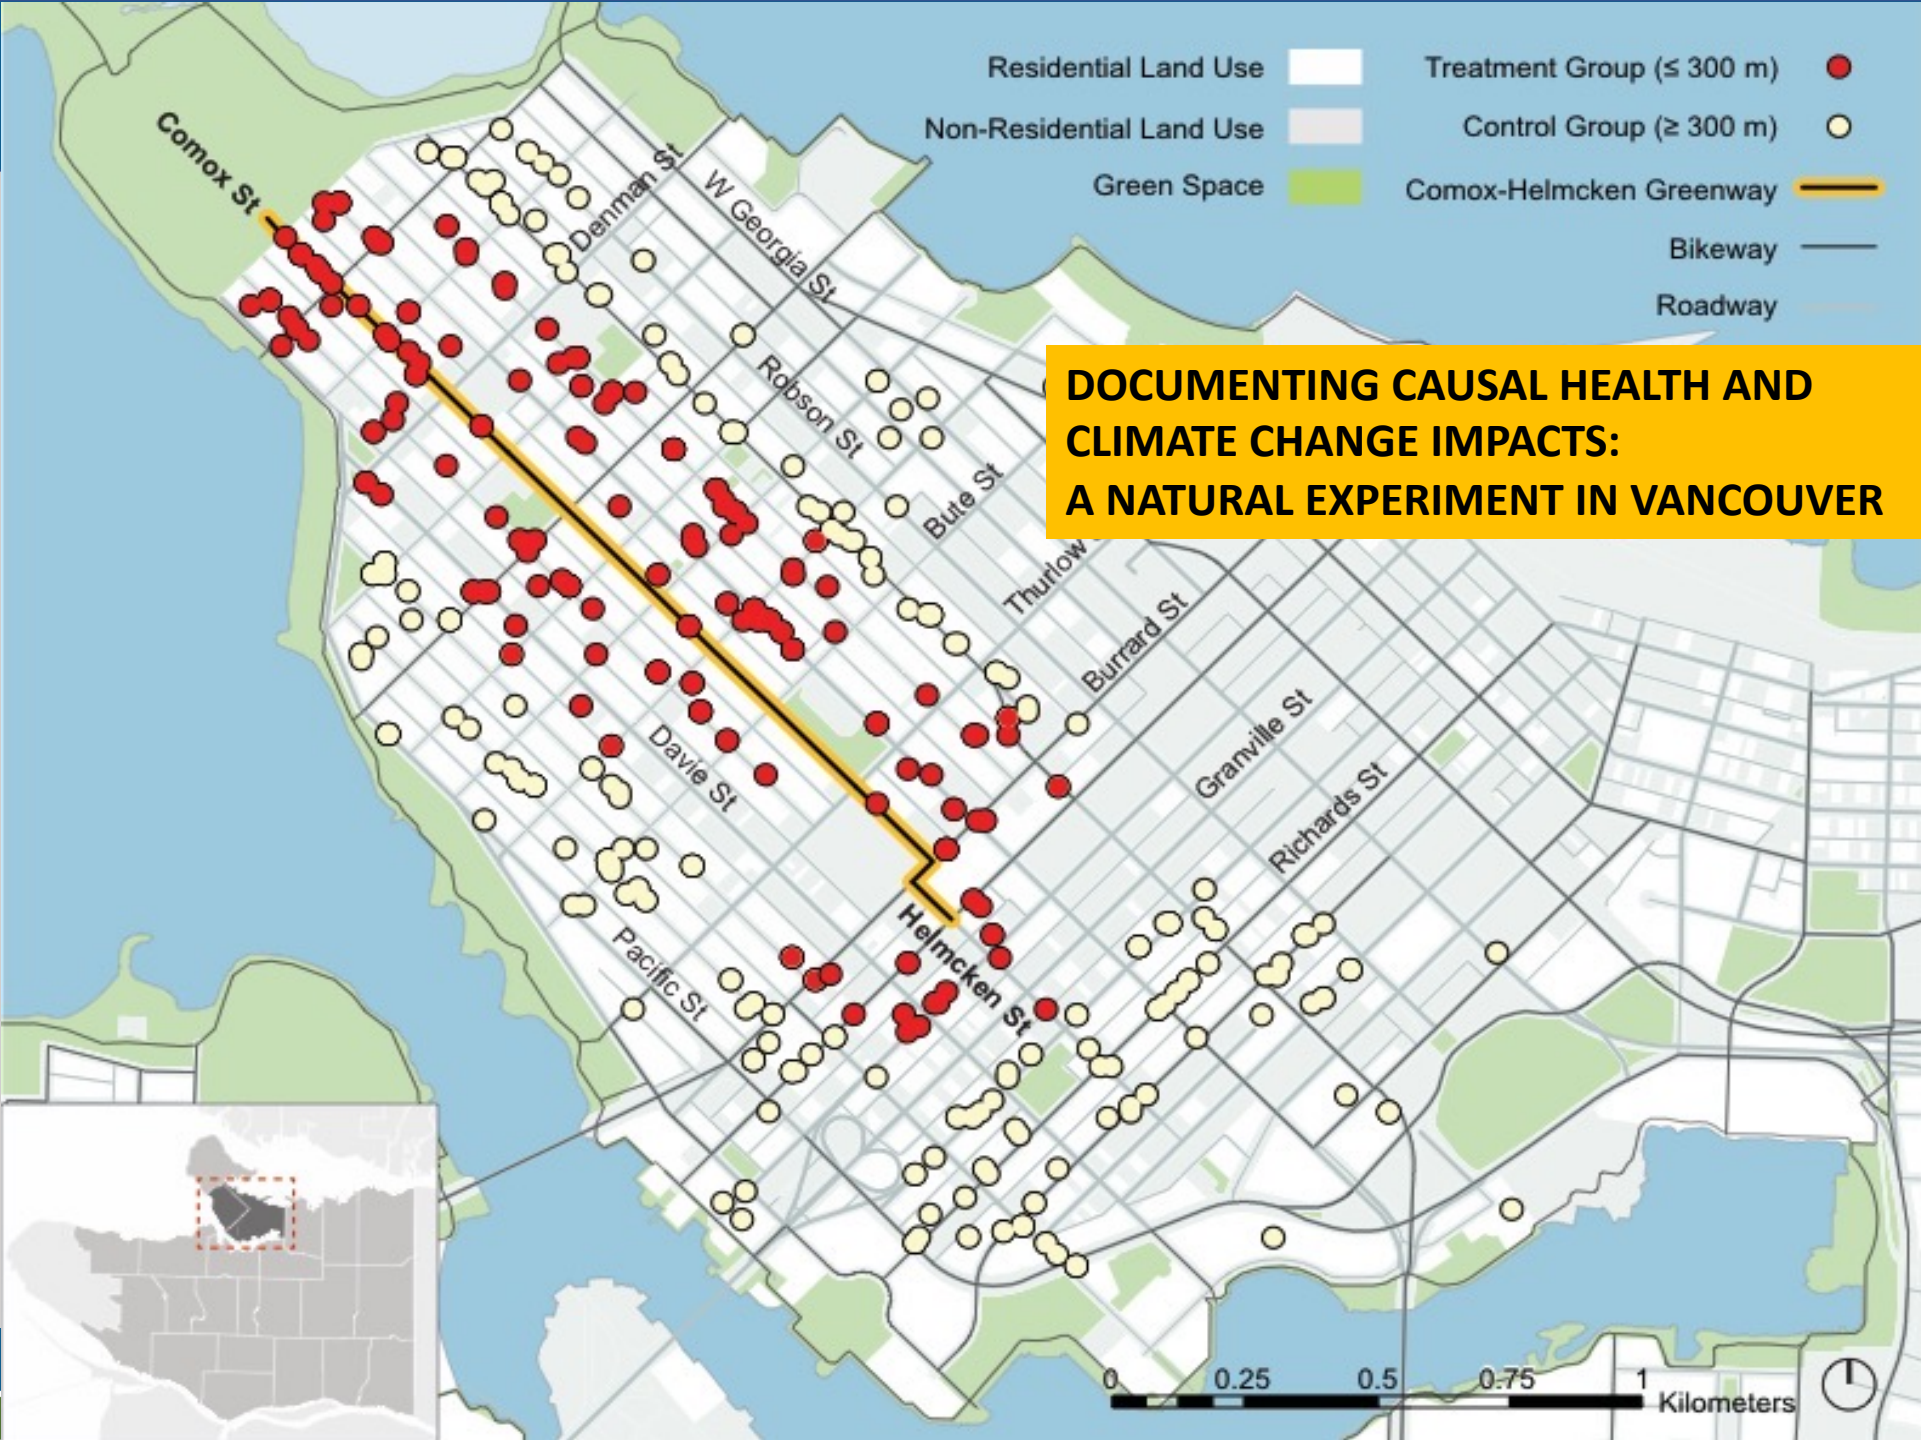 Residential Land Use
Non-Residential Land Use
Green Space
Treatment Group (≤ 300 m)
Control Group (≥ 300 m)
Comox-Helmcken Greenway
Bikeway
Roadway
DOCUMENTING CAUSAL HEALTH AND
CLIMATE CHANGE IMPACTS:
A NATURAL EXPERIMENT IN VANCOUVER
Comox St
Denman St
W Georgia St
Robson St
Bute St
Thurlow
Burrard St
Granville St
Richards St
Davie St
Helmcken St
Pacific St
0 0.25 0.5 0.75 1
Kilometers